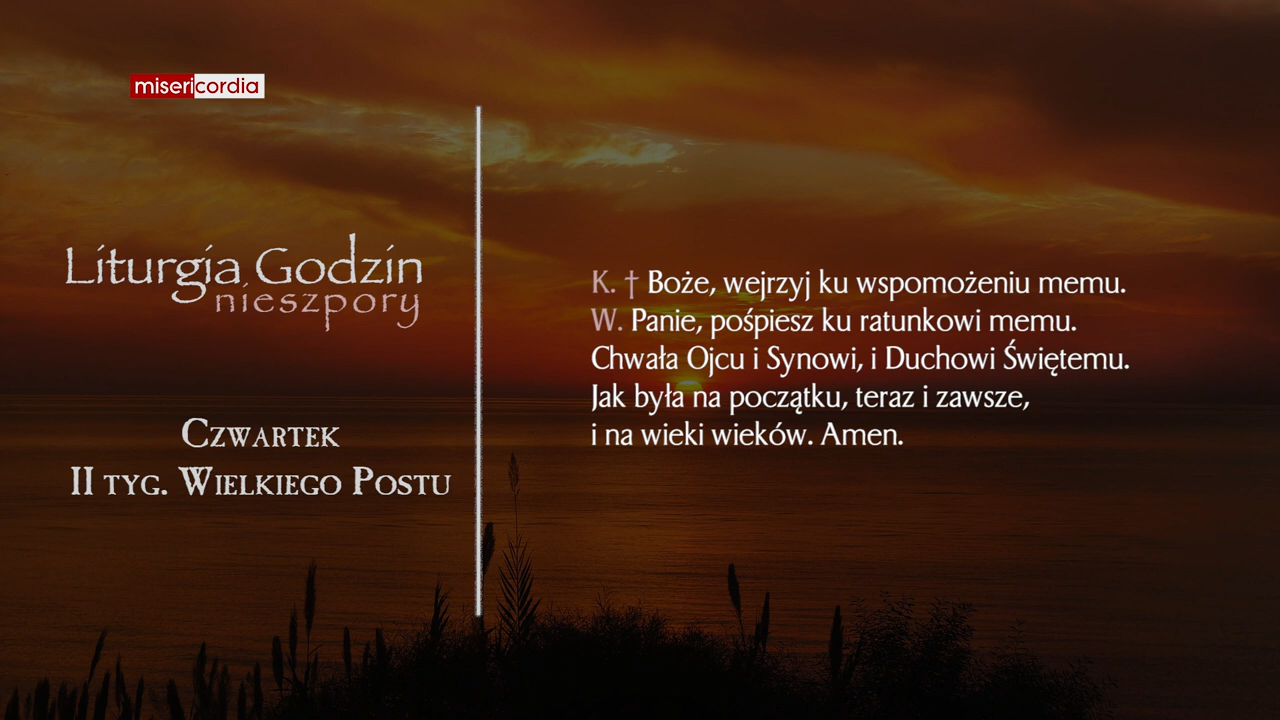 misericordia
Liturgia Godzin
nieszpory
Czwartek
II tyg. Wielkiego Postu
K. † Boże, wejrzyj ku wspomożeniu memu.
W. Panie, pośpiesz ku ratunkowi memu.
Chwała Ojcu i Synowi, i Duchowi Świętemu.
Jak była na początku, teraz i zawsze,
i na wieki wieków. Amen.